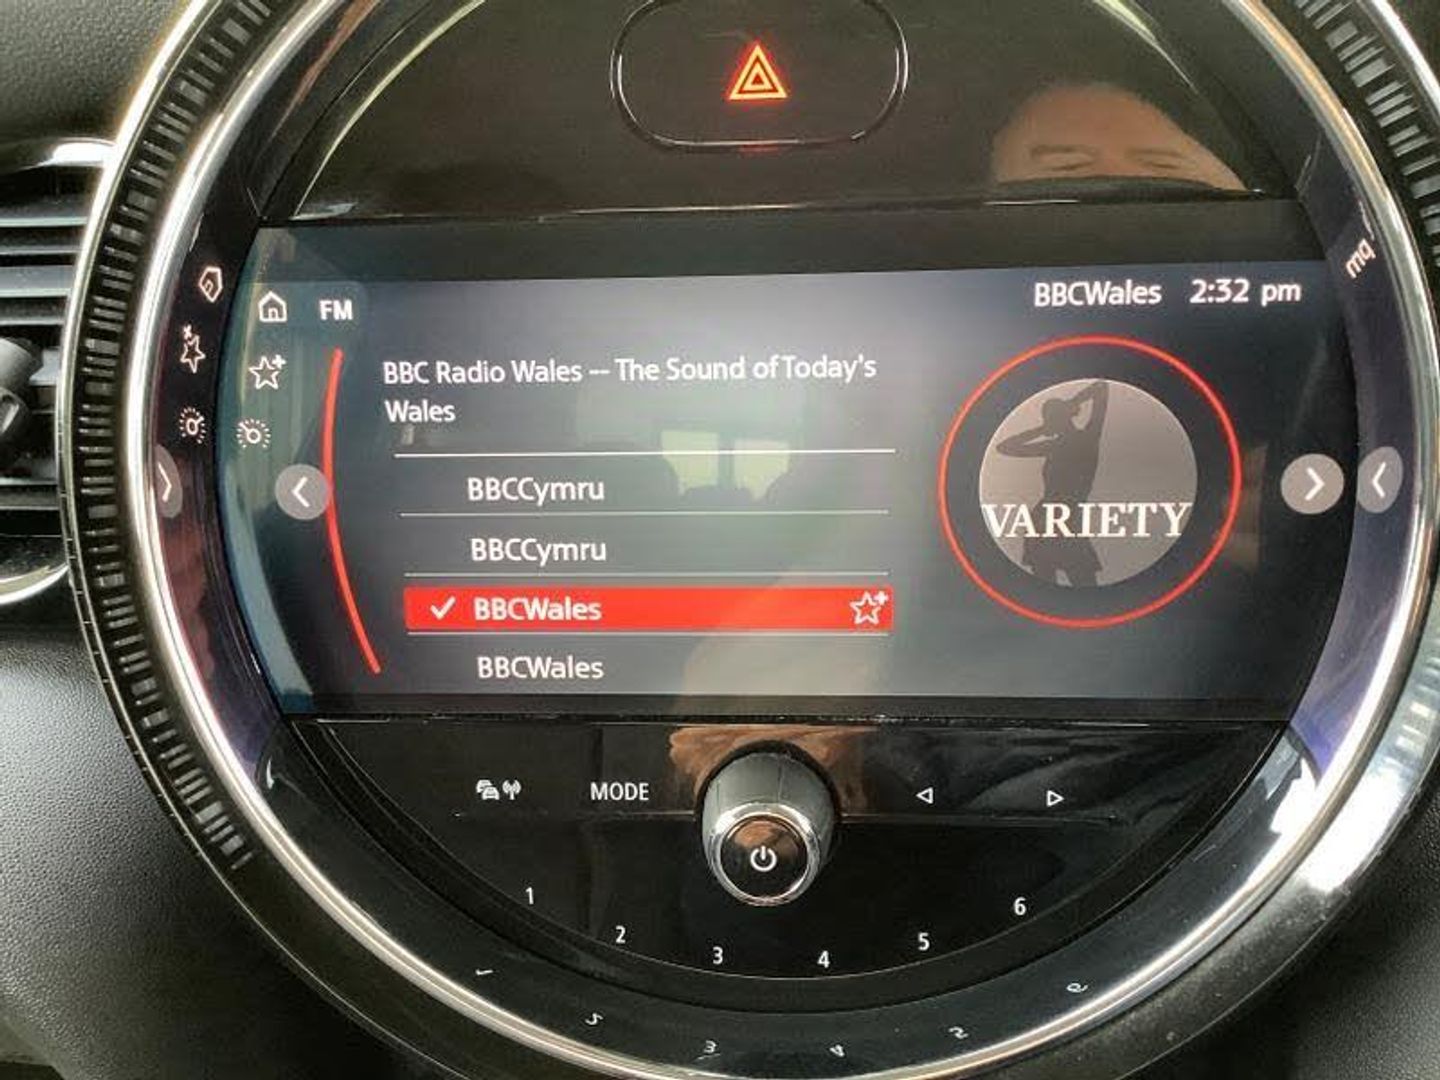 BBCWales 2:32 pm
FM
BBC Radio Wales -- The Sound of Today's
Wales
BBCCymru
BBCCymru
BBCWales
BBCWales
VARIETY
MODE
1
2
3
4
5
6